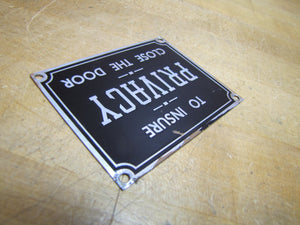 TO INSURE
PRIVACY
CLOSE THE DOOR